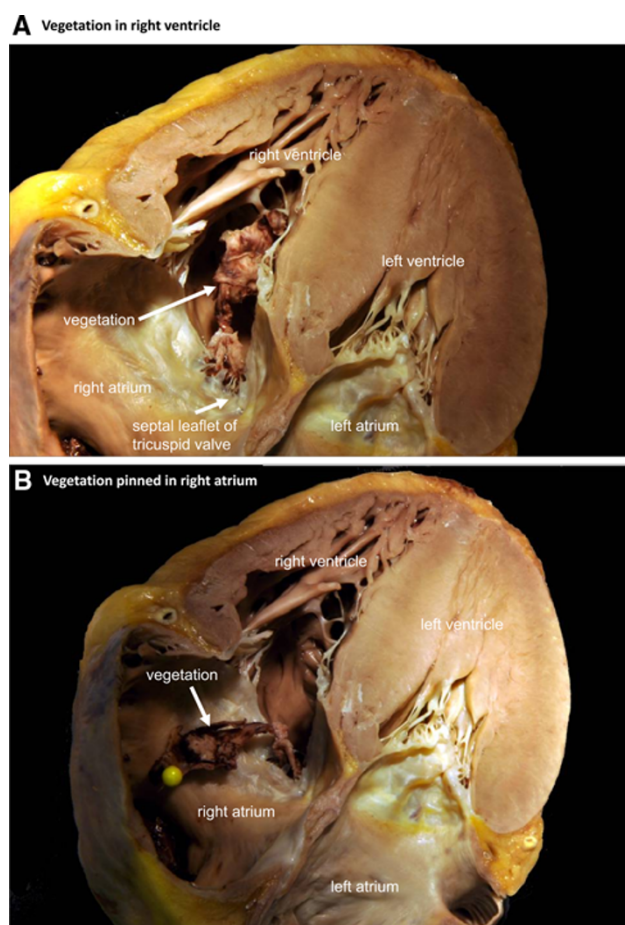 A Vegetation in right ventricle
right ventricle
left ventricle
vegetation
right atrium
septal leaflet of
tricuspid valve
left atrium
B Vegetation pinned in right atrium
right ventricle
left ventricle
vegetation
right atrium
left atrium